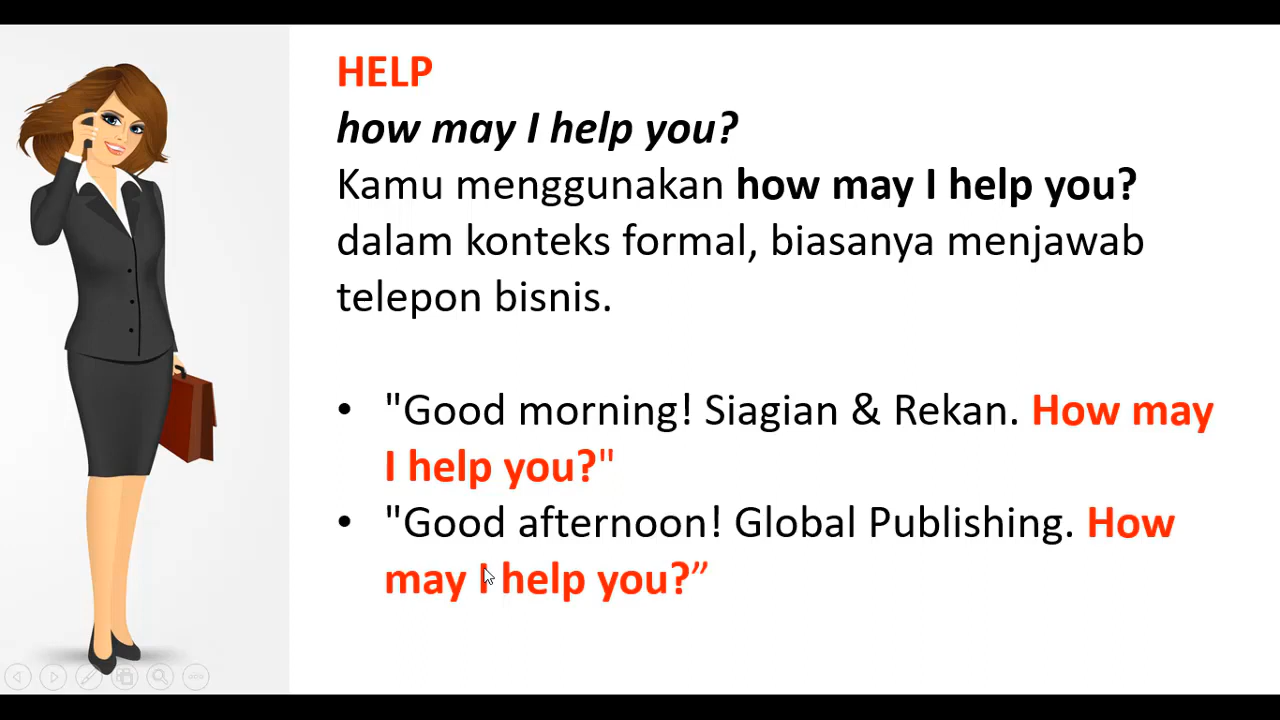 HELP
how may I help you?
Kamu menggunakan how may I help you?
dalam konteks formal, biasanya menjawab
telepon bisnis.
• "Good morning! Siagian & Rekan. How may
I help you?"
• "Good afternoon! Global Publishing. How
may I help you?”